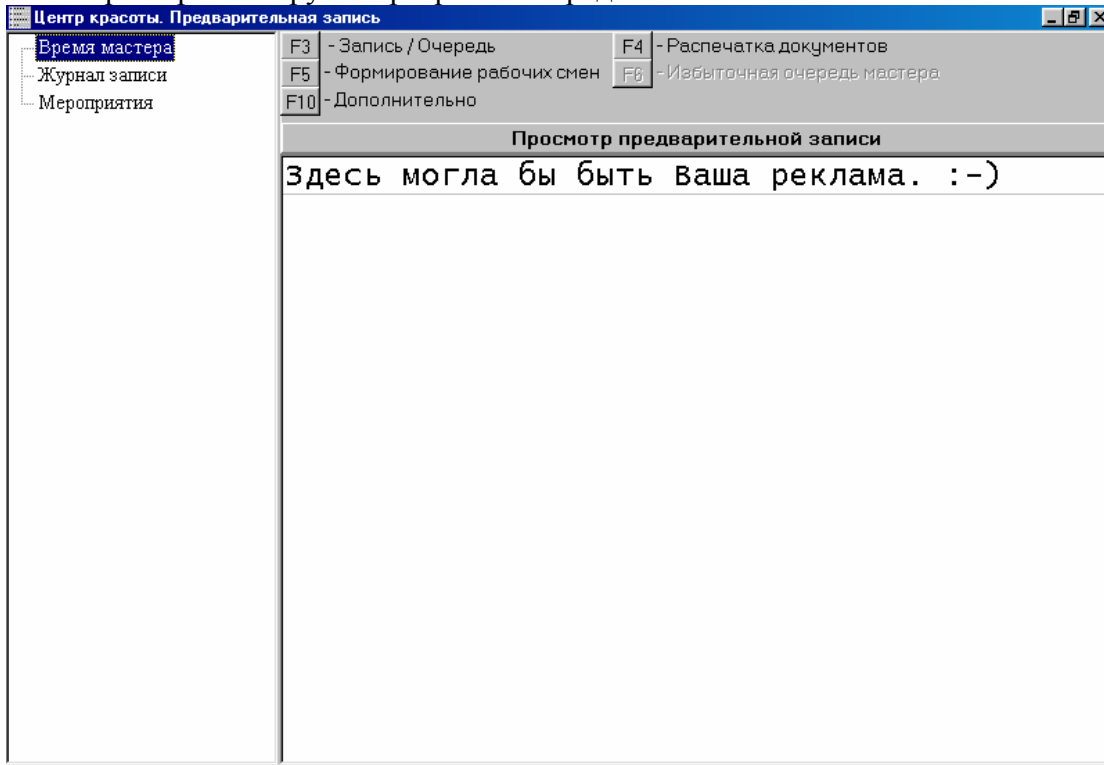 Центр красоты. Предварительная запись
Время мастера
Журнал записи
Мероприятия
F3 - Запись / Очередь F4 - Распечатка документов
F5 - Формирование рабочих смен F6 - Избыточная очередь мастера
F10 - Дополнительно
Просмотр предварительной записи
Здесь могла бы быть Ваша реклама. :-)